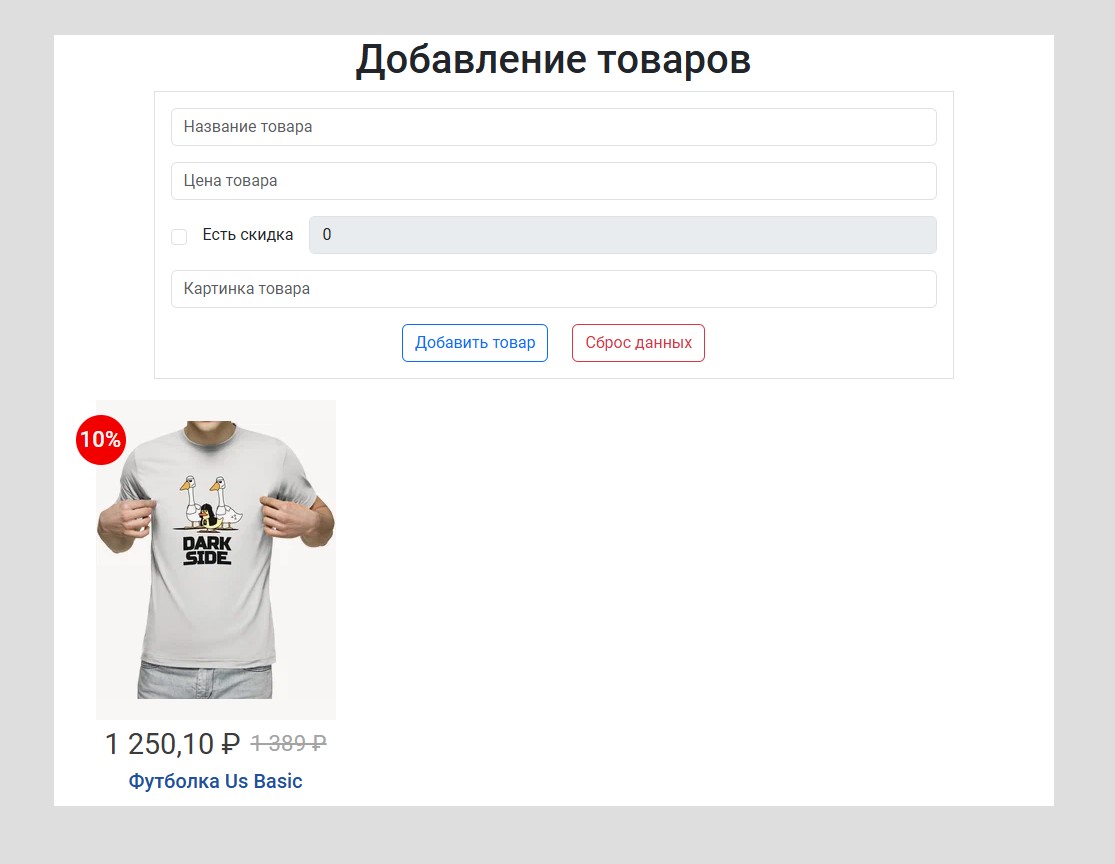 Добавление товаров
Название товара
Цена товара
Есть скидка 0
Картинка товара
Добавить товар Сброс данных
10%
DARK
SIDE
1 250,10 ₽ 1 389 ₽
Футболка Us Basic